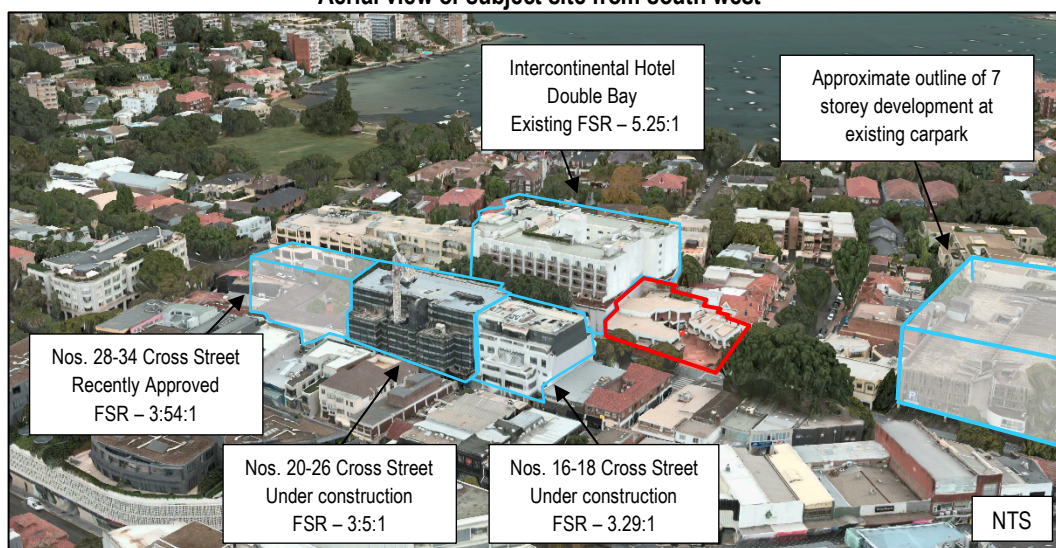 Aerial view of subject site from south west
Intercontinental Hotel
Double Bay
Existing FSR – 5.25:1
Approximate outline of 7
storey development at
existing carpark
Nos. 28-34 Cross Street
Recently Approved
FSR – 3:54:1
Nos. 20-26 Cross Street
Under construction
FSR – 3:5:1
Nos. 16-18 Cross Street
Under construction
FSR – 3.29:1
P
NTS